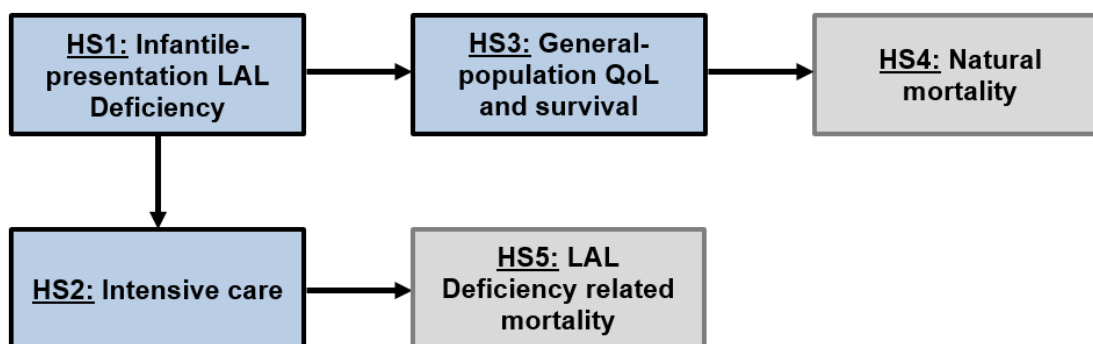 HS1: Infantile-
presentation LAL
Deficiency
HS3: General-
population QoL
and survival
HS4: Natural
mortality
HS2: Intensive care
HS5: LAL
Deficiency related
mortality